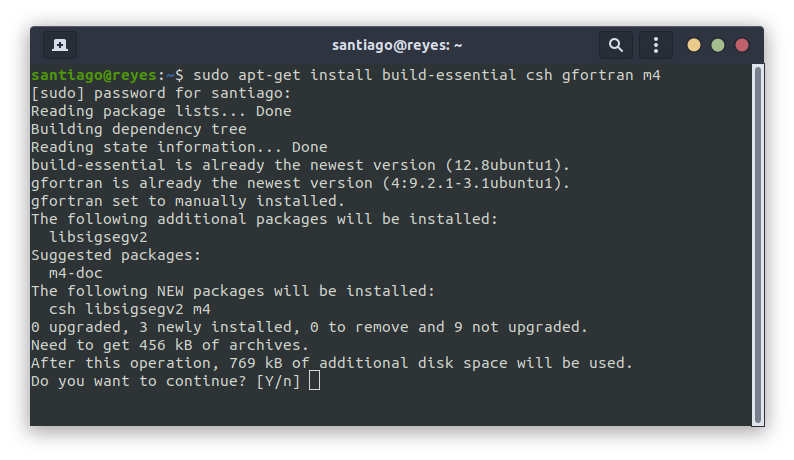 santiago@reyes: ~
santiago@reyes:~$ sudo apt-get install build-essential csh gfortran m4
[sudo] password for santiago:
Reading package lists... Done
Building dependency tree
Reading state information... Done
build-essential is already the newest version (12.8ubuntu1).
gfortran is already the newest version (4:9.2.1-3.1ubuntu1).
gfortran set to manually installed.
The following additional packages will be installed:
  libsigsegv2
Suggested packages:
  m4-doc
The following NEW packages will be installed:
  csh libsigsegv2 m4
0 upgraded, 3 newly installed, 0 to remove and 9 not upgraded.
Need to get 456 kB of archives.
After this operation, 769 kB of additional disk space will be used.
Do you want to continue? [Y/n]